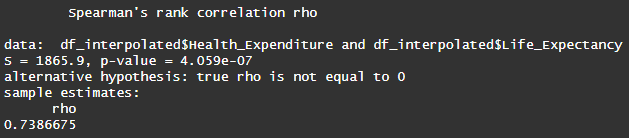 Spearman's rank correlation rho
data:  df_interpolated$Health_Expenditure and df_interpolated$Life_Expectancy
S = 1865.9, p-value = 4.059e-07
alternative hypothesis: true rho is not equal to 0
sample estimates:
rho
0.7386675